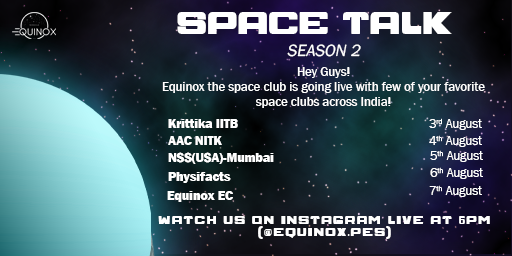 EQUINOX
SPACE TALK
SEASON 2
Hey Guys!
Equinox the space club is going live with few of your favorite
space clubs across India!
Krittika IITB 3rd August
AAC NITK 4th August
NSS(USA)-Mumbai 5th August
Physifacts 6th August
Equinox EC 7th August
WATCH US ON INSTAGRAM LIVE AT 6PM
(@EQUINOX.PES)